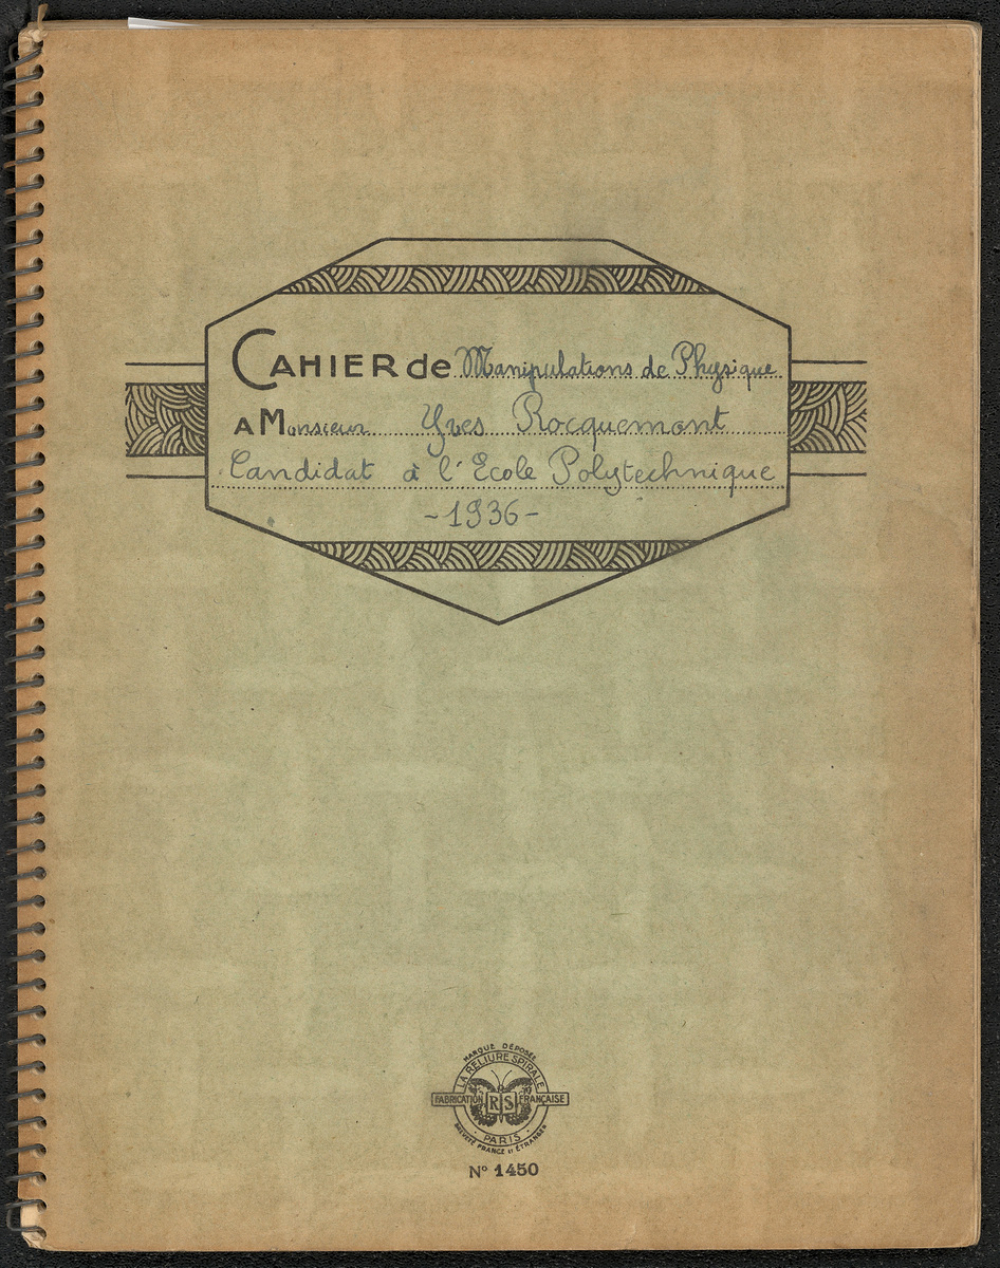 CAHIER de Manipulations de Physique
A Monsieur Yves Rocquemont
Candidat à l'Ecole Polytechnique
-1936-
MARQUE DÉPOSÉE
LA RELIURE SPIRALE
FABRICATION RS FRANÇAISE
PARIS
BREVETÉ FRANCE et ÉTRANGER
N° 1450